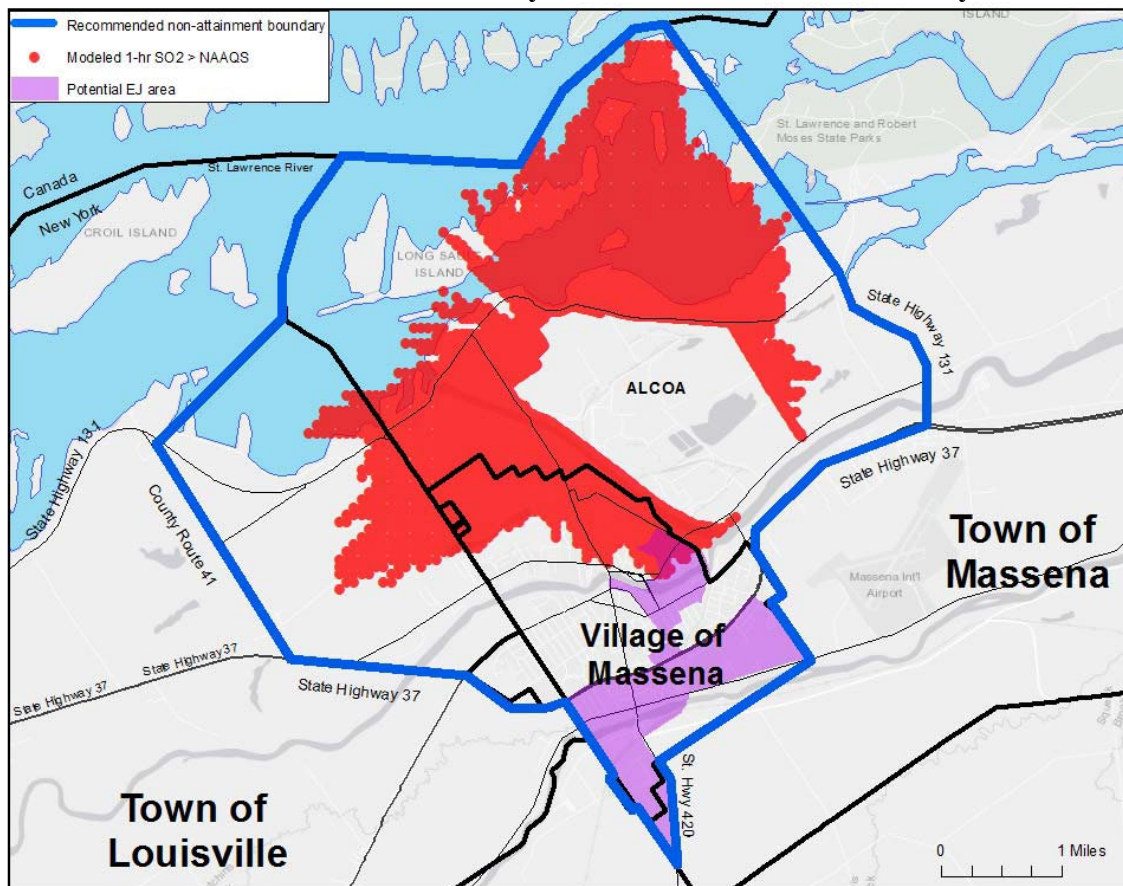 Recommended non-attainment boundary
Modeled 1-hr SO2 > NAAQS
Potential EJ area
ISLAND
St. Lawrence and Robert
Moses State Parks
Canada
St. Lawrence River
New York
CROIL ISLAND
LONG SAULT
ISLAND
State Highway 131
ALCOA
State Highway 37
State Highway 131
County Route 41
Town of
Massena
Massena Int'l
Airport
Village of
Massena
State Highway 37
State Highway 37
State Highway 37
St. Hwy 420
Town of
Louisville
0 1 Miles